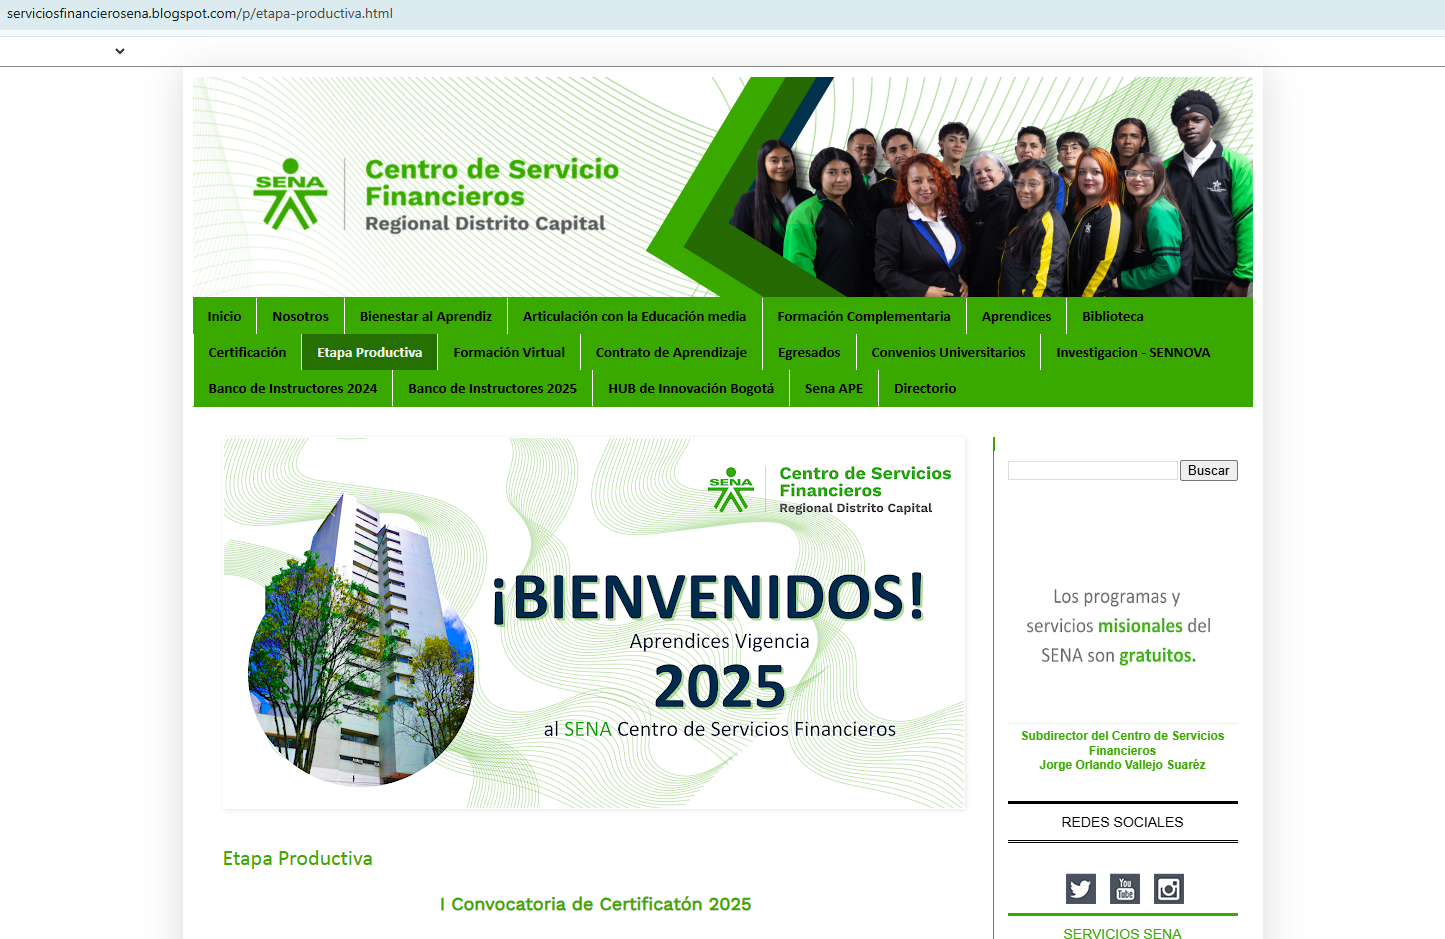 serviciosfinancierosena.blogspot.com/p/etapa-productiva.html
SENA
Centro de Servicio
Financieros
Regional Distrito Capital
Inicio
Nosotros
Bienestar al Aprendiz
Articulación con la Educación media
Formación Complementaria
Aprendices
Biblioteca
Certificación
Etapa Productiva
Formación Virtual
Contrato de Aprendizaje
Egresados
Convenios Universitarios
Investigacion - SENNOVA
Banco de Instructores 2024
Banco de Instructores 2025
HUB de Innovación Bogotá
Sena APE
Directorio
SENA
Centro de Servicios
Financieros
Regional Distrito Capital
¡BIENVENIDOS!
Aprendices Vigencia
2025
al SENA Centro de Servicios Financieros
Etapa Productiva
I Convocatoria de Certificatón 2025
Buscar
Los programas y
servicios misionales del
SENA son gratuitos.
Subdirector del Centro de Servicios
Financieros
Jorge Orlando Vallejo Suaréz
REDES SOCIALES
You
Tube
SERVICIOS SENA